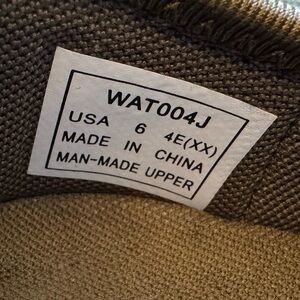 WAT004J
USA 6 4E(XX)
MADE IN CHINA
MAN-MADE UPPER